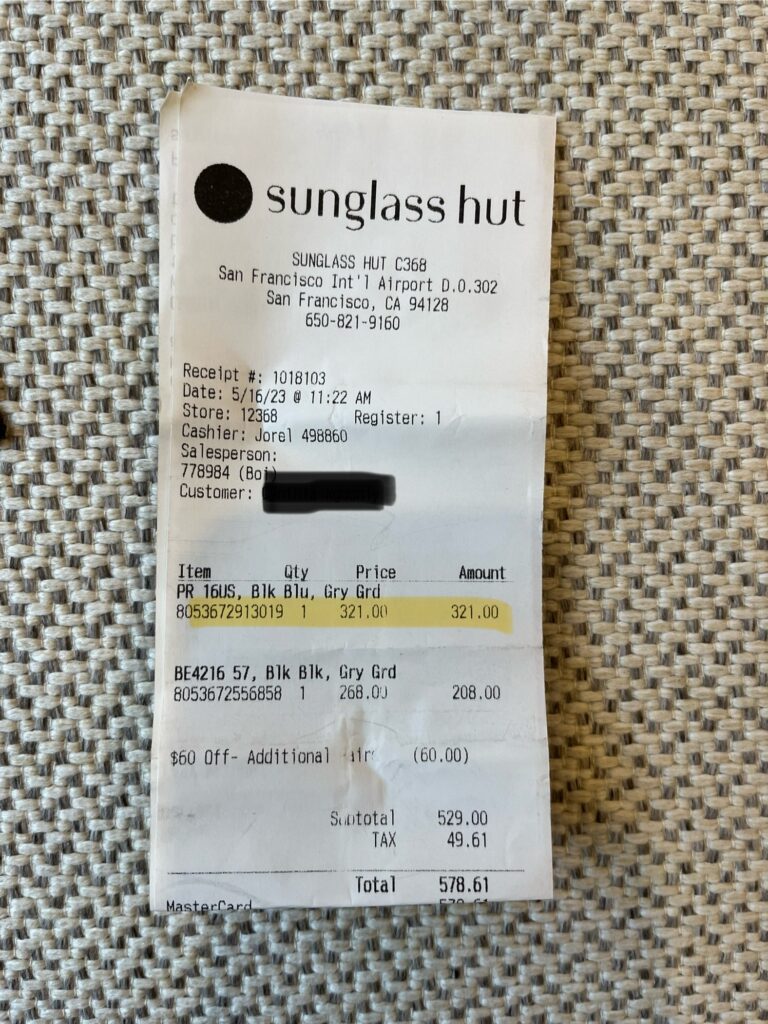 sunglass hut
SUNGLASS HUT C368
San Francisco Int'l Airport D.O.302
San Francisco, CA 94128
650-821-9160
Receipt #: 1018103
Date: 5/16/23 @ 11:22 AM
Store: 12368 Register: 1
Cashier: Jorel 498860
Salesperson:
778984 (Boi)
Customer:
Item Qty Price Amount
PR 16US, Blk Blu, Gry Grd
8053672913019 1 321.00 321.00
BE4216 57, Blk Blk, Gry Grd
8053672556858 1 268.00 208.00
$60 Off- Additional (60.00)
Subtotal 529.00
TAX 49.61
Total 578.61
MasterCard